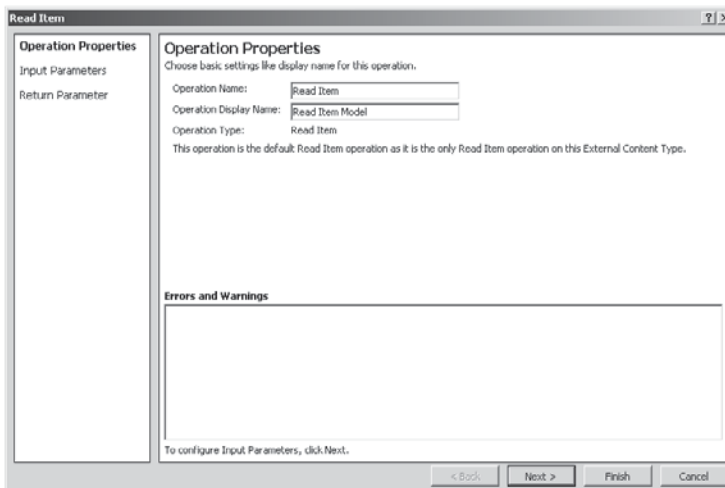 Read Item
Operation Properties
Input Parameters
Return Parameter
Operation Properties
Choose basic settings like display name for this operation.
Operation Name: Read Item
Operation Display Name: Read Item Model
Operation Type: Read Item
This operation is the default Read Item operation as it is the only Read Item operation on this External Content Type.
Errors and Warnings
To configure Input Parameters, click Next.
< Back Next > Finish Cancel